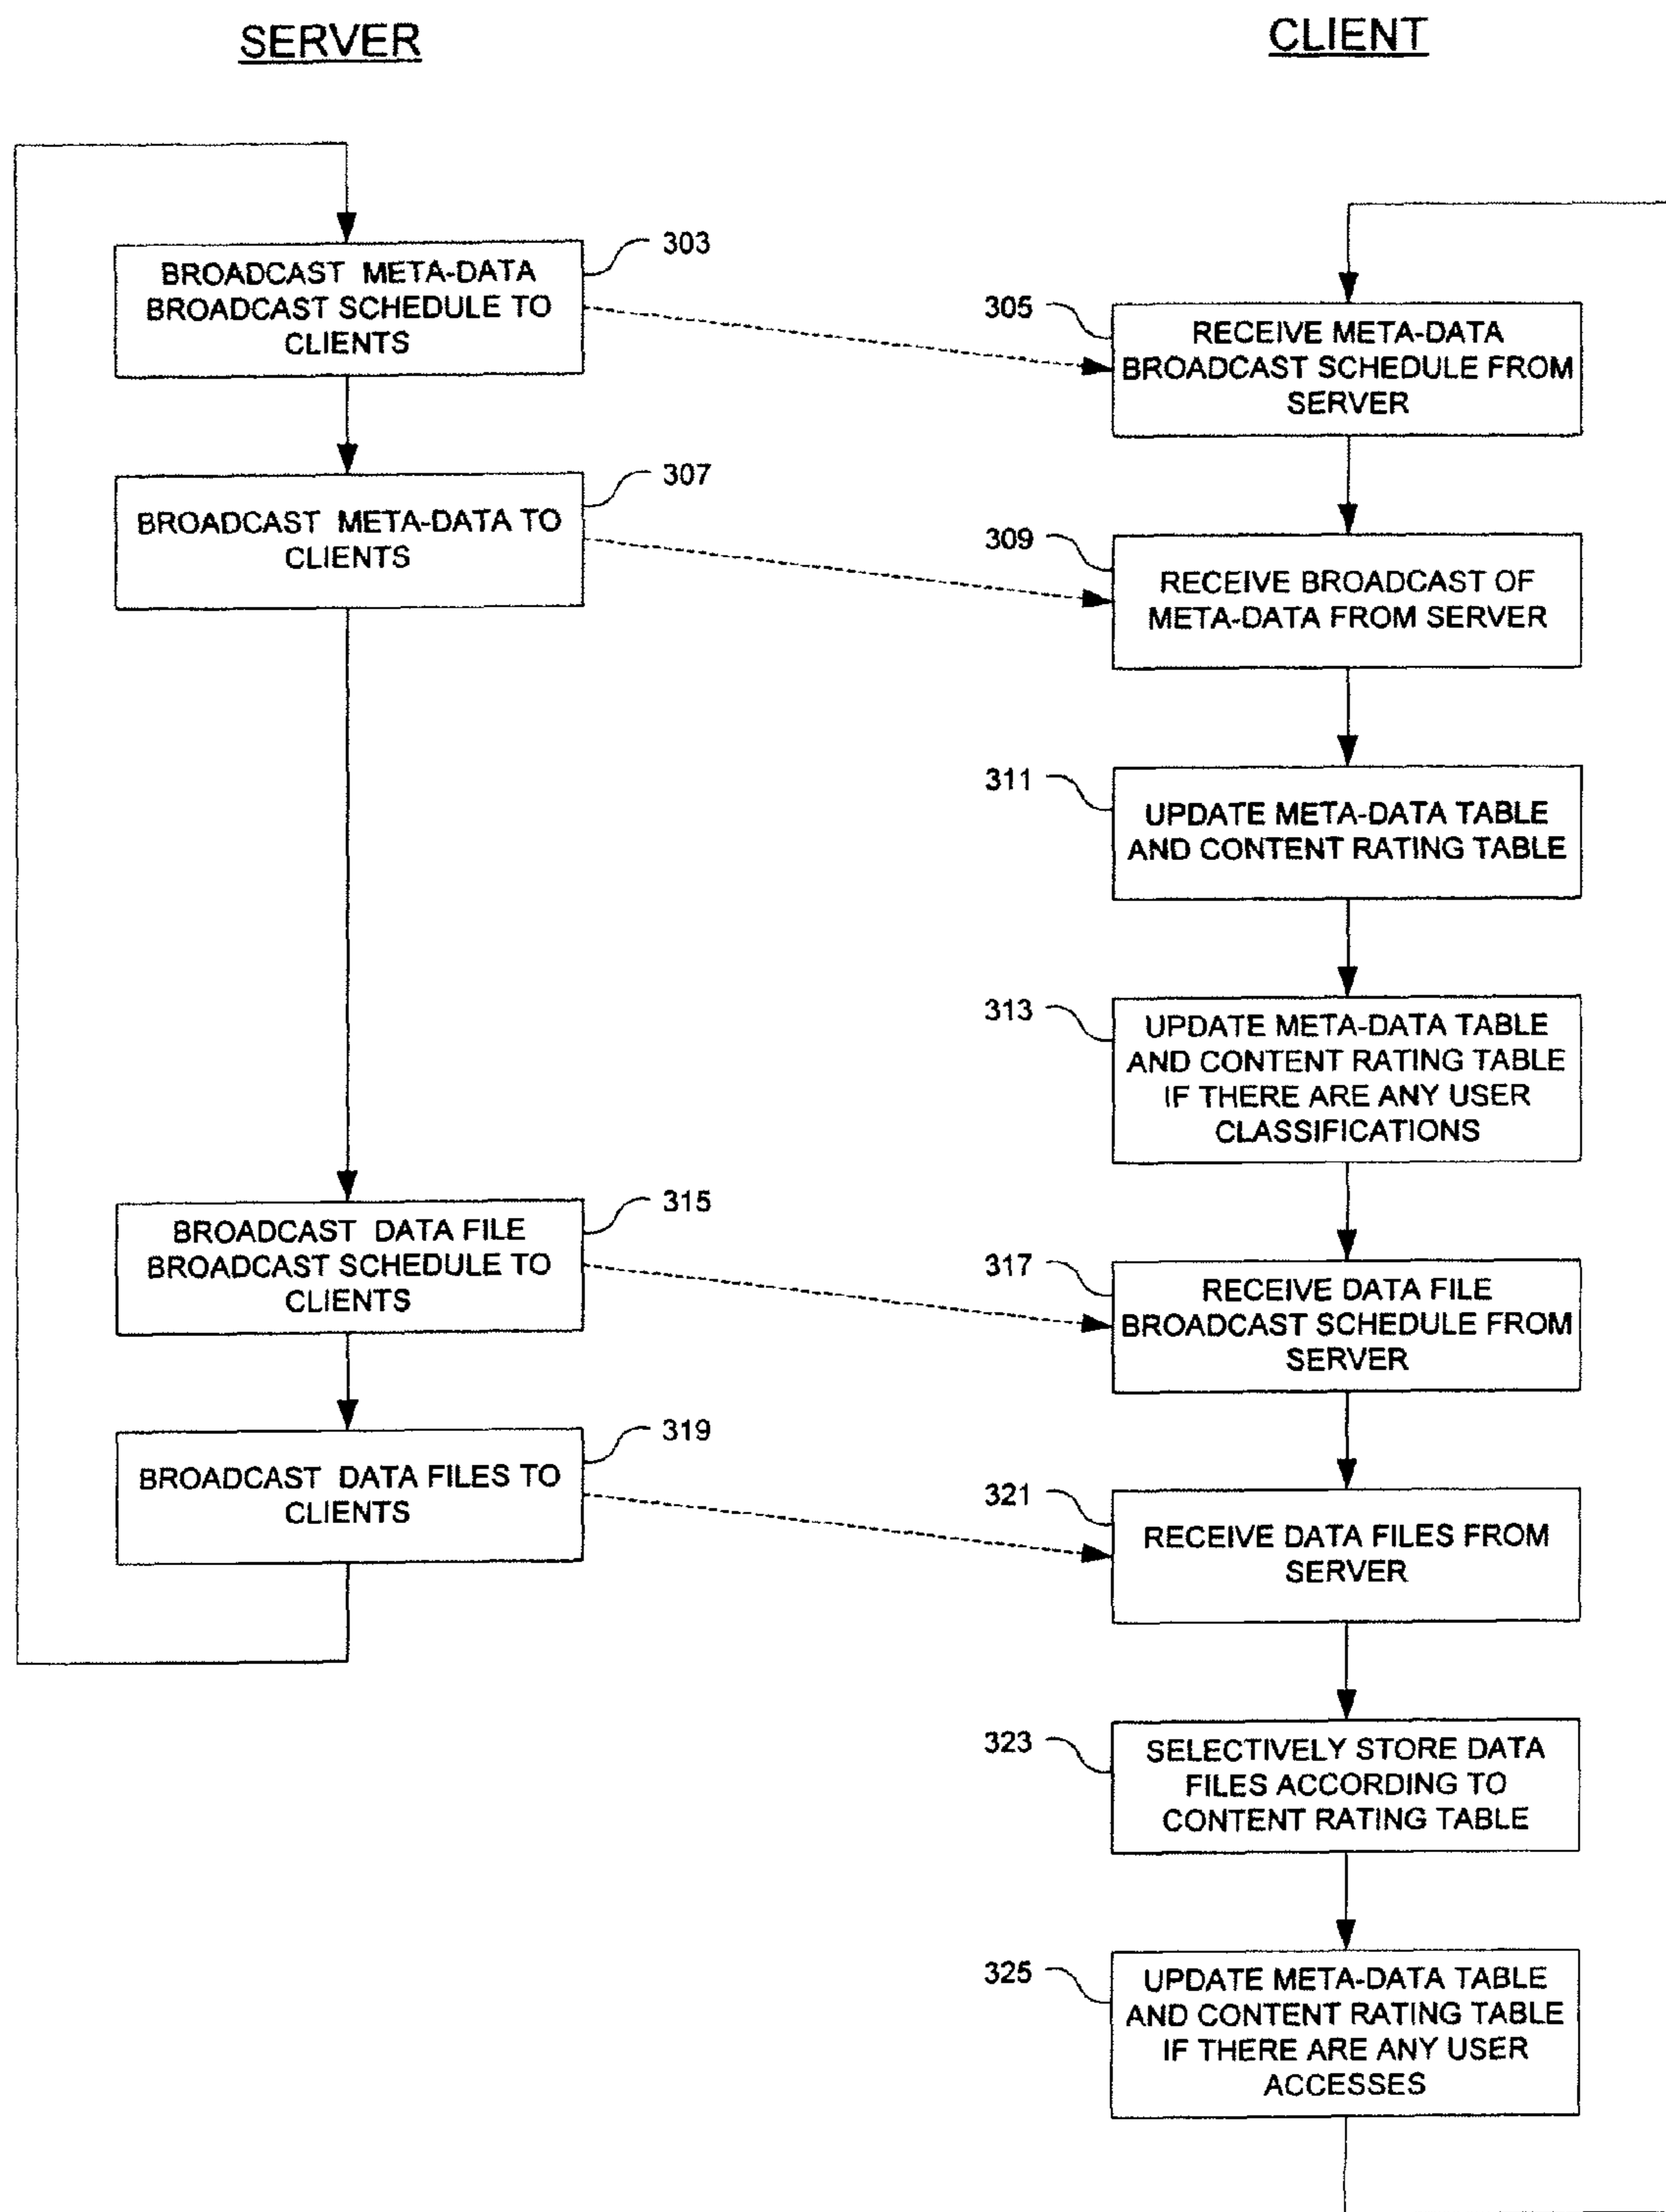 SERVER
CLIENT
303
BROADCAST META-DATA
BROADCAST SCHEDULE TO
CLIENTS
305
RECEIVE META-DATA
BROADCAST SCHEDULE FROM
SERVER
307
BROADCAST META-DATA TO
CLIENTS
309
RECEIVE BROADCAST OF
META-DATA FROM SERVER
311
UPDATE META-DATA TABLE
AND CONTENT RATING TABLE
313
UPDATE META-DATA TABLE
AND CONTENT RATING TABLE
IF THERE ARE ANY USER
CLASSIFICATIONS
315
BROADCAST DATA FILE
BROADCAST SCHEDULE TO
CLIENTS
317
RECEIVE DATA FILE
BROADCAST SCHEDULE FROM
SERVER
319
BROADCAST DATA FILES TO
CLIENTS
321
RECEIVE DATA FILES FROM
SERVER
323
SELECTIVELY STORE DATA
FILES ACCORDING TO
CONTENT RATING TABLE
325
UPDATE META-DATA TABLE
AND CONTENT RATING TABLE
IF THERE ARE ANY USER
ACCESSES